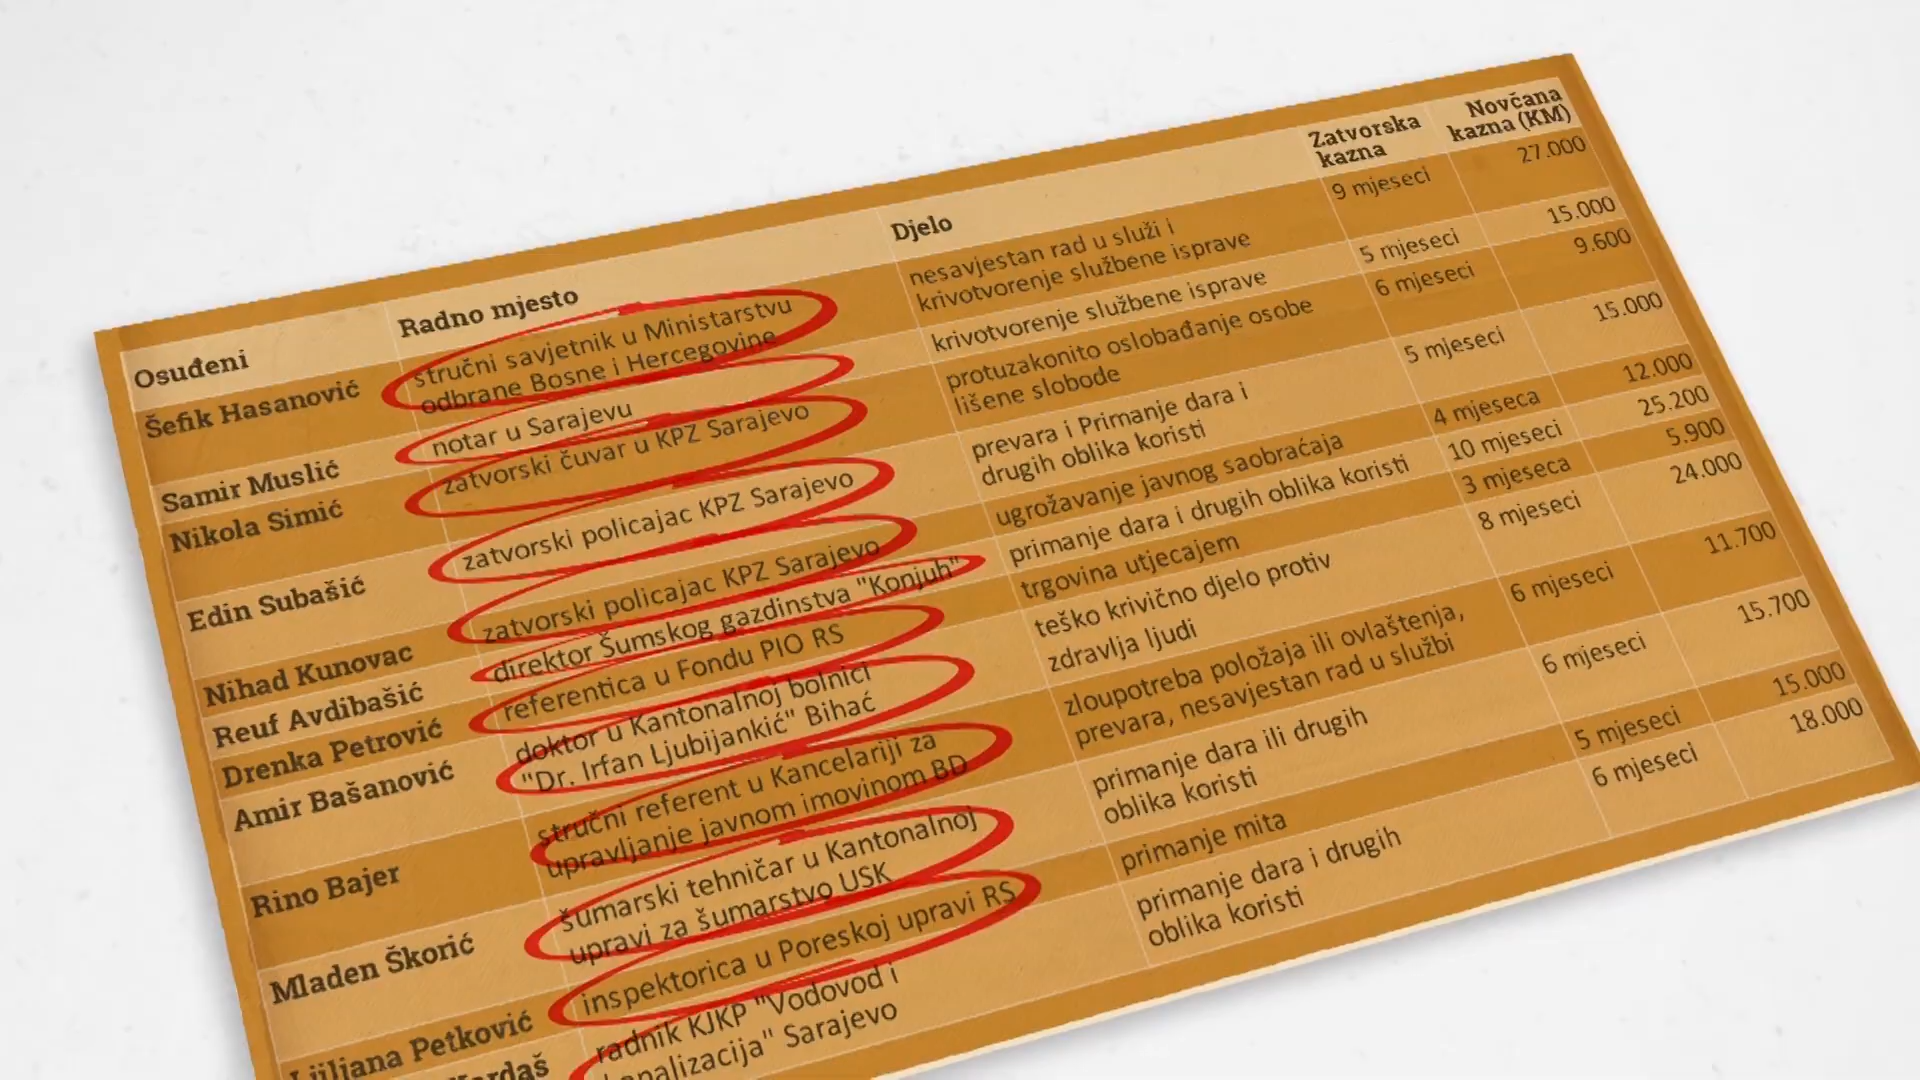 Osuđeni
Radno mjesto
Djelo
Zatvorska
kazna
Novčana
kazna (KM)
Šefik Hasanović
stručni savjetnik u Ministarstvu
odbrane Bosne i Hercegovine
nesavjestan rad u služi i
krivotvorenje službene isprave
9 mjeseci
27.000
Samir Muslić
notar u Sarajevu
krivotvorenje službene isprave
5 mjeseci
15.000
Nikola Simić
zatvorski čuvar u KPZ Sarajevo
protuzakonito oslobađanje osobe
lišene slobode
6 mjeseci
9.600
Edin Subašić
zatvorski policajac KPZ Sarajevo
prevara i Primanje dara i
drugih oblika koristi
5 mjeseci
15.000
Nihad Kunovac
zatvorski policajac KPZ Sarajevo
ugrožavanje javnog saobraćaja
4 mjeseca
12.000
Reuf Avdibašić
direktor Šumskog gazdinstva "Konjuh"
primanje dara i drugih oblika koristi
10 mjeseci
25.200
Drenka Petrović
referentica u Fondu PIO RS
trgovina utjecajem
3 mjeseca
5.900
Amir Bašanović
doktor u Kantonalnoj bolnici
"Dr. Irfan Ljubijankić" Bihać
teško krivično djelo protiv
zdravlja ljudi
8 mjeseci
24.000
Rino Bajer
stručni referent u Kancelariji za
upravljanje javnom imovinom BD
zloupotreba položaja ili ovlaštenja,
prevara, nesavjestan rad u službi
6 mjeseci
11.700
Mladen Škorić
šumarski tehničar u Kantonalnoj
upravi za šumarstvo USK
primanje dara ili drugih
oblika koristi
6 mjeseci
15.700
Ljiljana Petković
inspektorica u Poreskoj upravi RS
primanje mita
5 mjeseci
15.000
radnik KJKP "Vodovod i
Sarajevo
primanje dara i drugih
oblika koristi
6 mjeseci
18.000